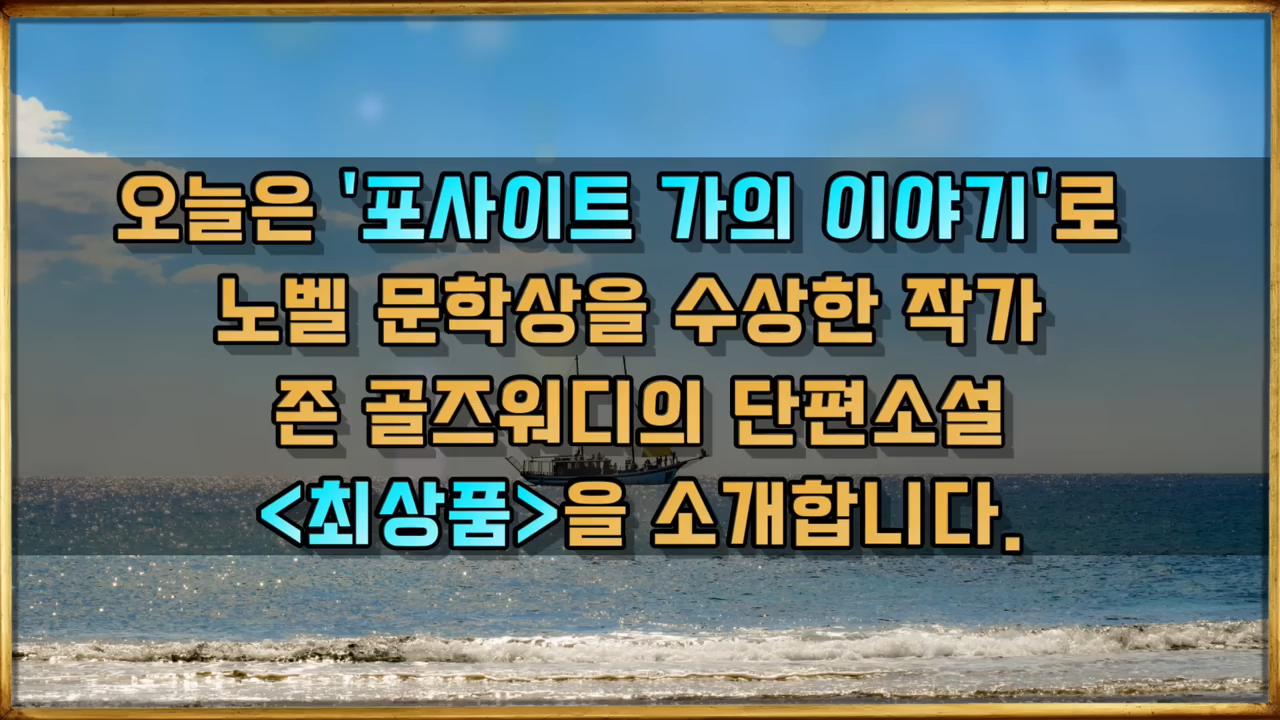 오늘은 '포사이트 가의 이야기'로
노벨 문학상을 수상한 작가
존 골즈워디의 단편소설
<최상품>을 소개합니다.